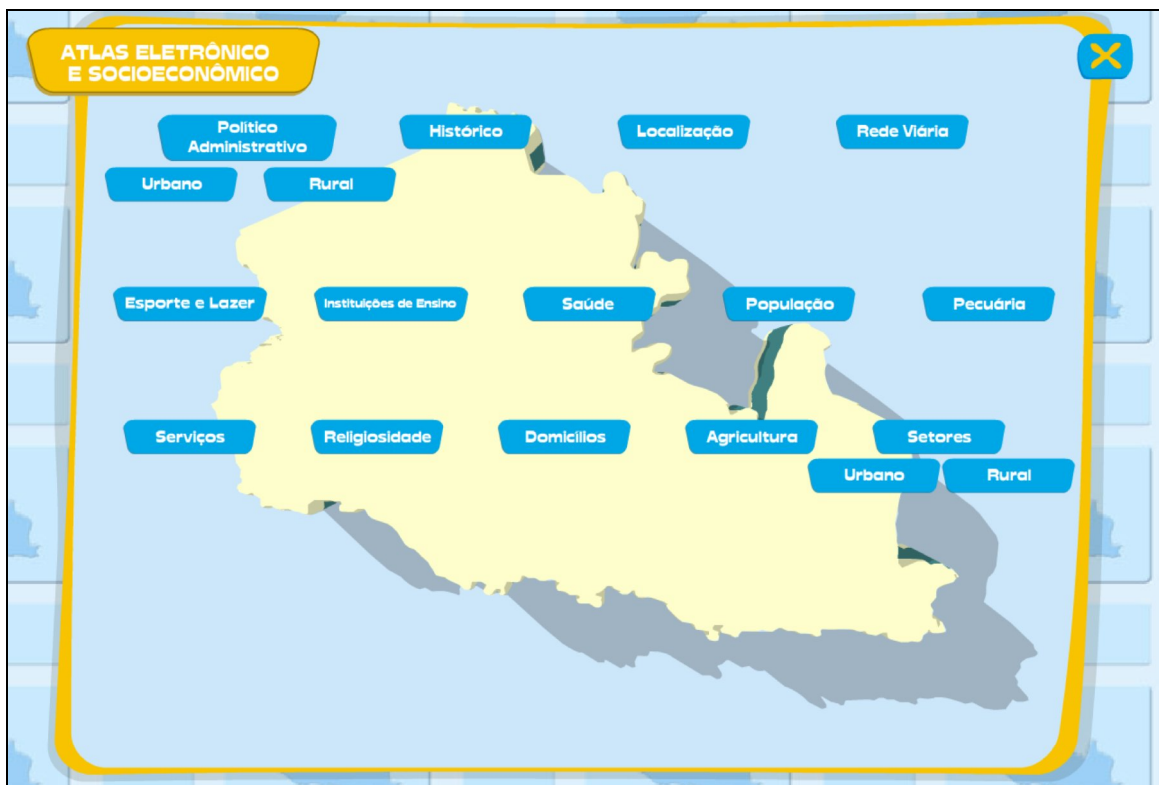 ATLAS ELETRÔNICO
E SOCIOECONÔMICO
Político
Administrativo
Histórico
Localização
Rede Viária
Urbano
Rural
Esporte e Lazer
Instituições de Ensino
Saúde
População
Pecuária
Serviços
Religiosidade
Domicílios
Agricultura
Setores
Urbano
Rural